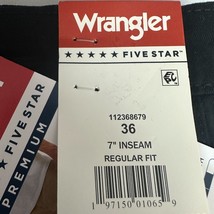 Wrangler
★★★★★ FIVE STAR ★
112368679
36
7" INSEAM
REGULAR FIT
1 97150 01065 9
FIVE STAR
PREMIUM